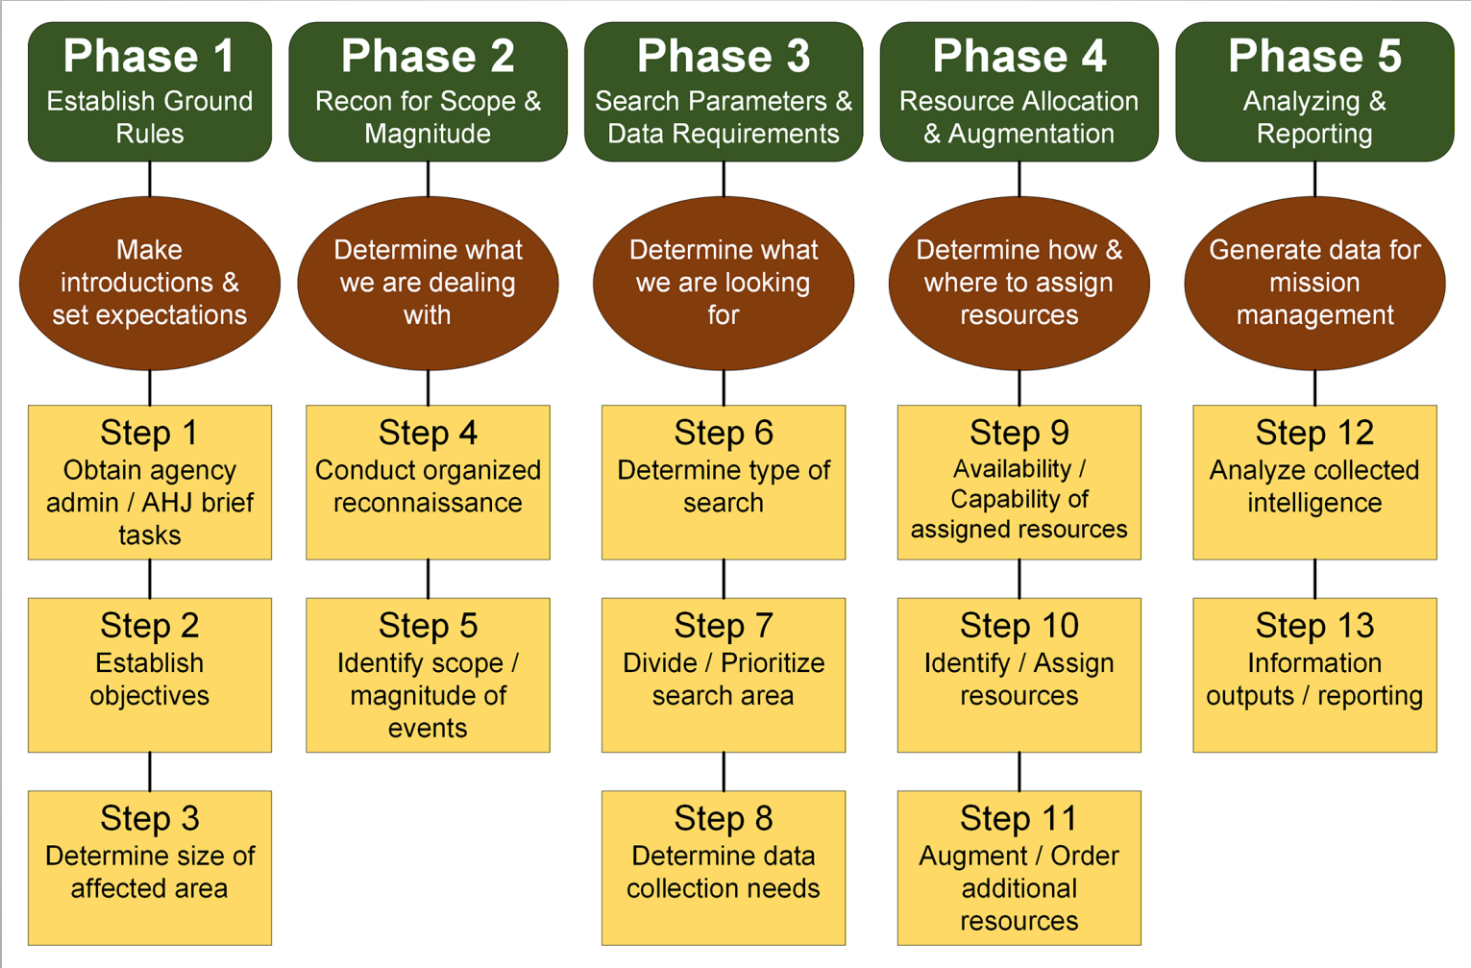 Phase 1
Establish Ground
Rules
Make
introductions &
set expectations
Step 1
Obtain agency
admin / AHJ brief
tasks
Step 2
Establish
objectives
Step 3
Determine size of
affected area
Phase 2
Recon for Scope &
Magnitude
Determine what
we are dealing
with
Step 4
Conduct organized
reconnaissance
Step 5
Identify scope /
magnitude of
events
Phase 3
Search Parameters &
Data Requirements
Determine what
we are looking
for
Step 6
Determine type of
search
Step 7
Divide / Prioritize
search area
Step 8
Determine data
collection needs
Phase 4
Resource Allocation
& Augmentation
Determine how &
where to assign
resources
Step 9
Availability /
Capability of
assigned resources
Step 10
Identify / Assign
resources
Step 11
Augment / Order
additional
resources
Phase 5
Analyzing &
Reporting
Generate data for
mission
management
Step 12
Analyze collected
intelligence
Step 13
Information
outputs / reporting